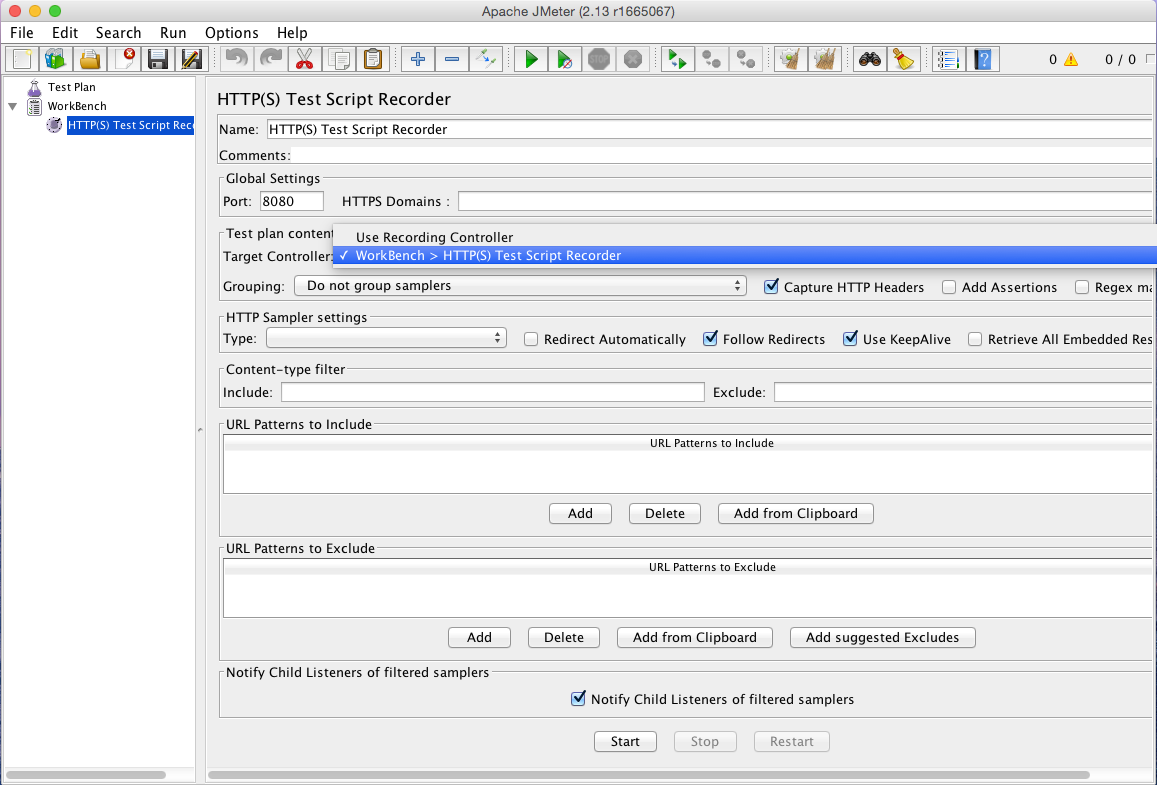 Apache JMeter (2.13 r1665067)
File Edit Search Run Options Help
STOP 0 0 / 0
Test Plan
WorkBench
HTTP(S) Test Script Reco
HTTP(S) Test Script Recorder
Name: HTTP(S) Test Script Recorder
Comments:
Global Settings
Port: 8080 HTTPS Domains :
Test plan content
Use Recording Controller
Target Controller: ✓ WorkBench > HTTP(S) Test Script Recorder
Grouping: Do not group samplers Capture HTTP Headers Add Assertions Regex ma
HTTP Sampler settings
Type: Redirect Automatically Follow Redirects Use KeepAlive Retrieve All Embedded Res
Content-type filter
Include: Exclude:
URL Patterns to Include
URL Patterns to Include
Add Delete Add from Clipboard
URL Patterns to Exclude
URL Patterns to Exclude
Add Delete Add from Clipboard Add suggested Excludes
Notify Child Listeners of filtered samplers
Notify Child Listeners of filtered samplers
Start Stop Restart